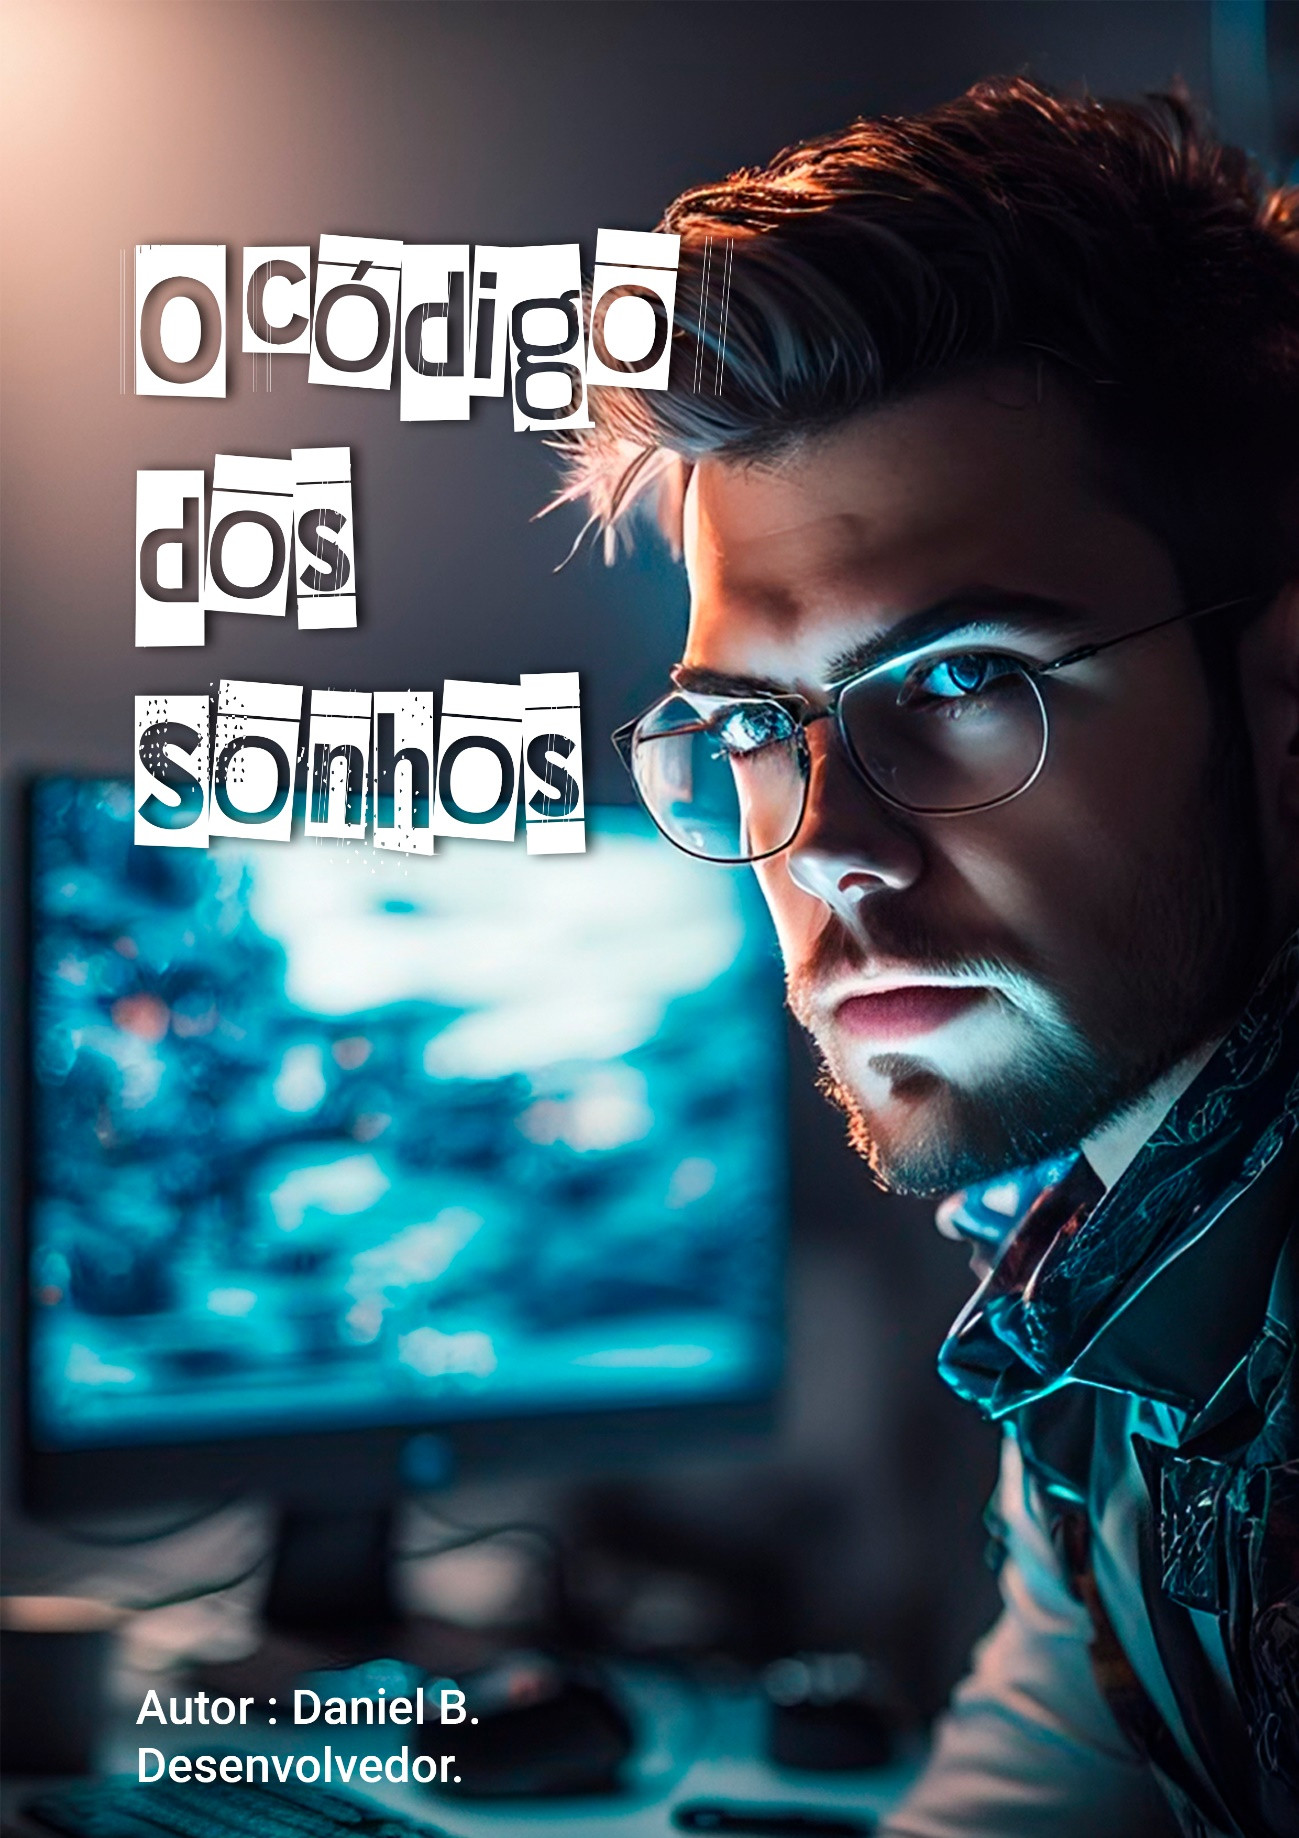 O código
dos
sonhos
Autor : Daniel B.
Desenvolvedor.